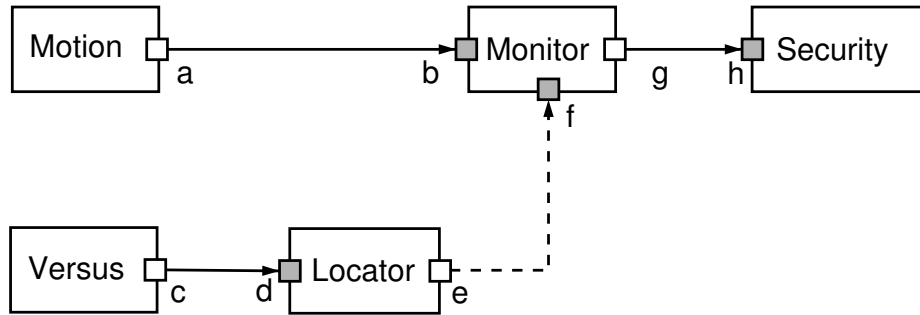 Motion
Monitor
Security
a
b
g
h
f
Versus
Locator
c
d
e